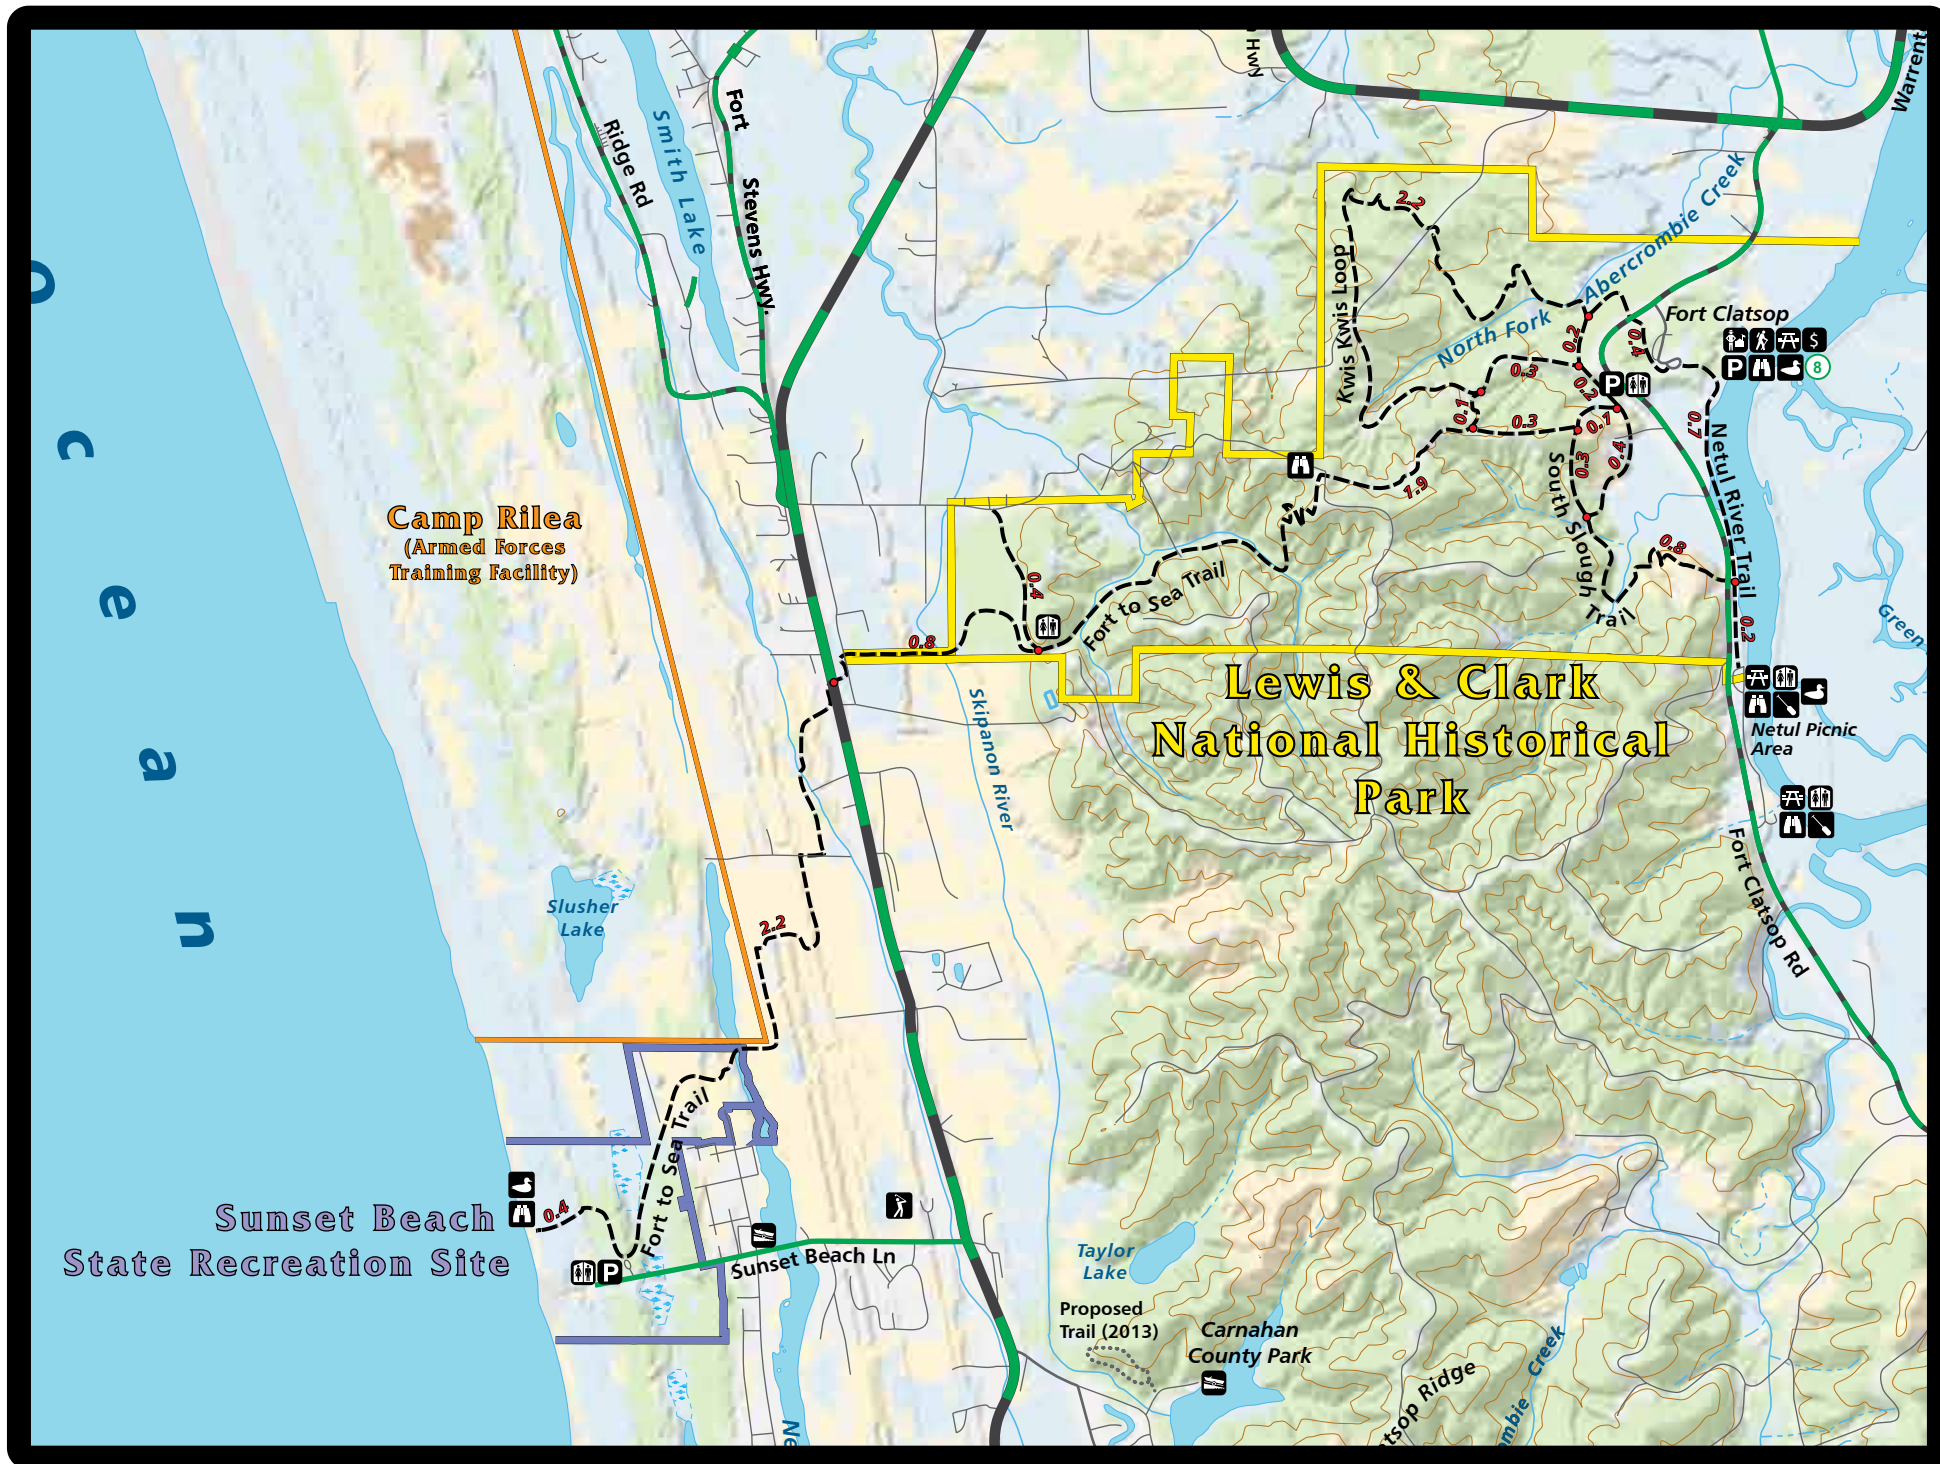 Hwy
Warrent
Fort
Stevens Hwy.
Ridge Rd
Smith Lake
2.2
Kwis Kwis Loop
Abercrombie Creek
North Fork
Fort Clatsop
P
$
8
0.2
0.4
0.3
0.2
P
0.1
0.3
0.1
0.7
0.3
0.4
1.9
South Slough
Trail
Netul River Trail
0.8
0.2
Green
Ocean
Camp Rilea
(Armed Forces
Training Facility)
0.4
Fort to Sea Trail
0.8
Lewis & Clark
National Historical
Park
Netul Picnic
Area
Skipanon River
Fort Clatsop Rd
Slusher
Lake
2.2
Fort to Sea Trail
Sunset Beach
State Recreation Site
0.4
P
Sunset Beach Ln
Taylor
Lake
Proposed
Trail (2013)
Carnahan
County Park
atsop Ridge
ombie Creek
Ne